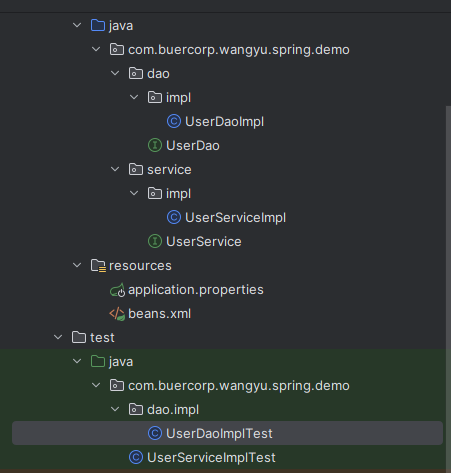 java
com.buercorp.wangyu.spring.demo
dao
impl
UserDaoImpl
UserDao
service
impl
UserServiceImpl
UserService
resources
application.properties
beans.xml
test
java
com.buercorp.wangyu.spring.demo
dao.impl
UserDaoImplTest
UserServiceImplTest